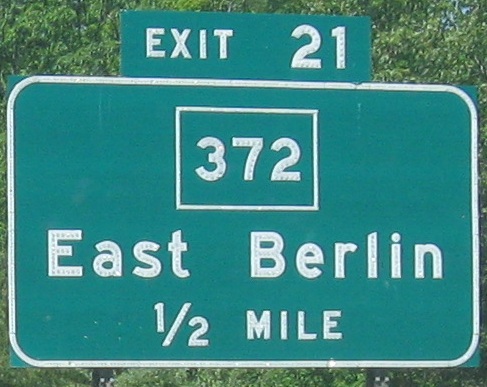 EXIT 21
372
East Berlin
½ MILE